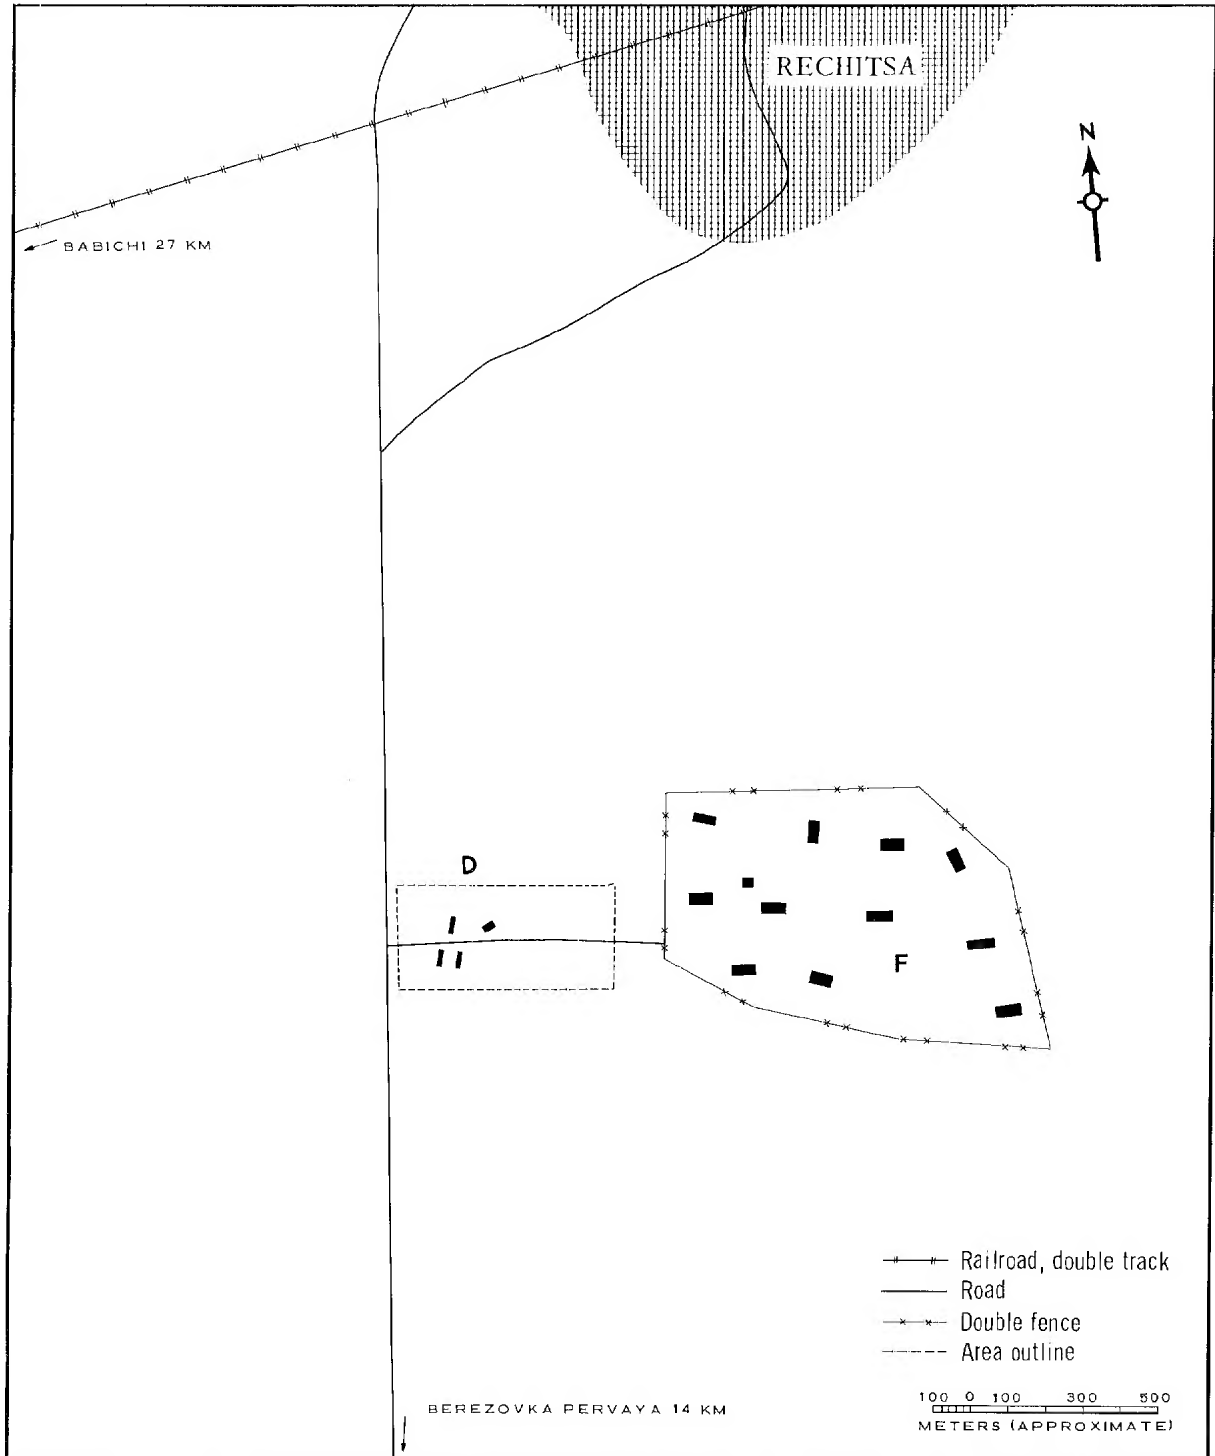 RECHITSA
N
BABICHI 27 KM
D
F
Railroad, double track
Road
Double fence
Area outline
100 0 100 300 500
METERS (APPROXIMATE)
BEREZOVKA PERVAYA 14 KM